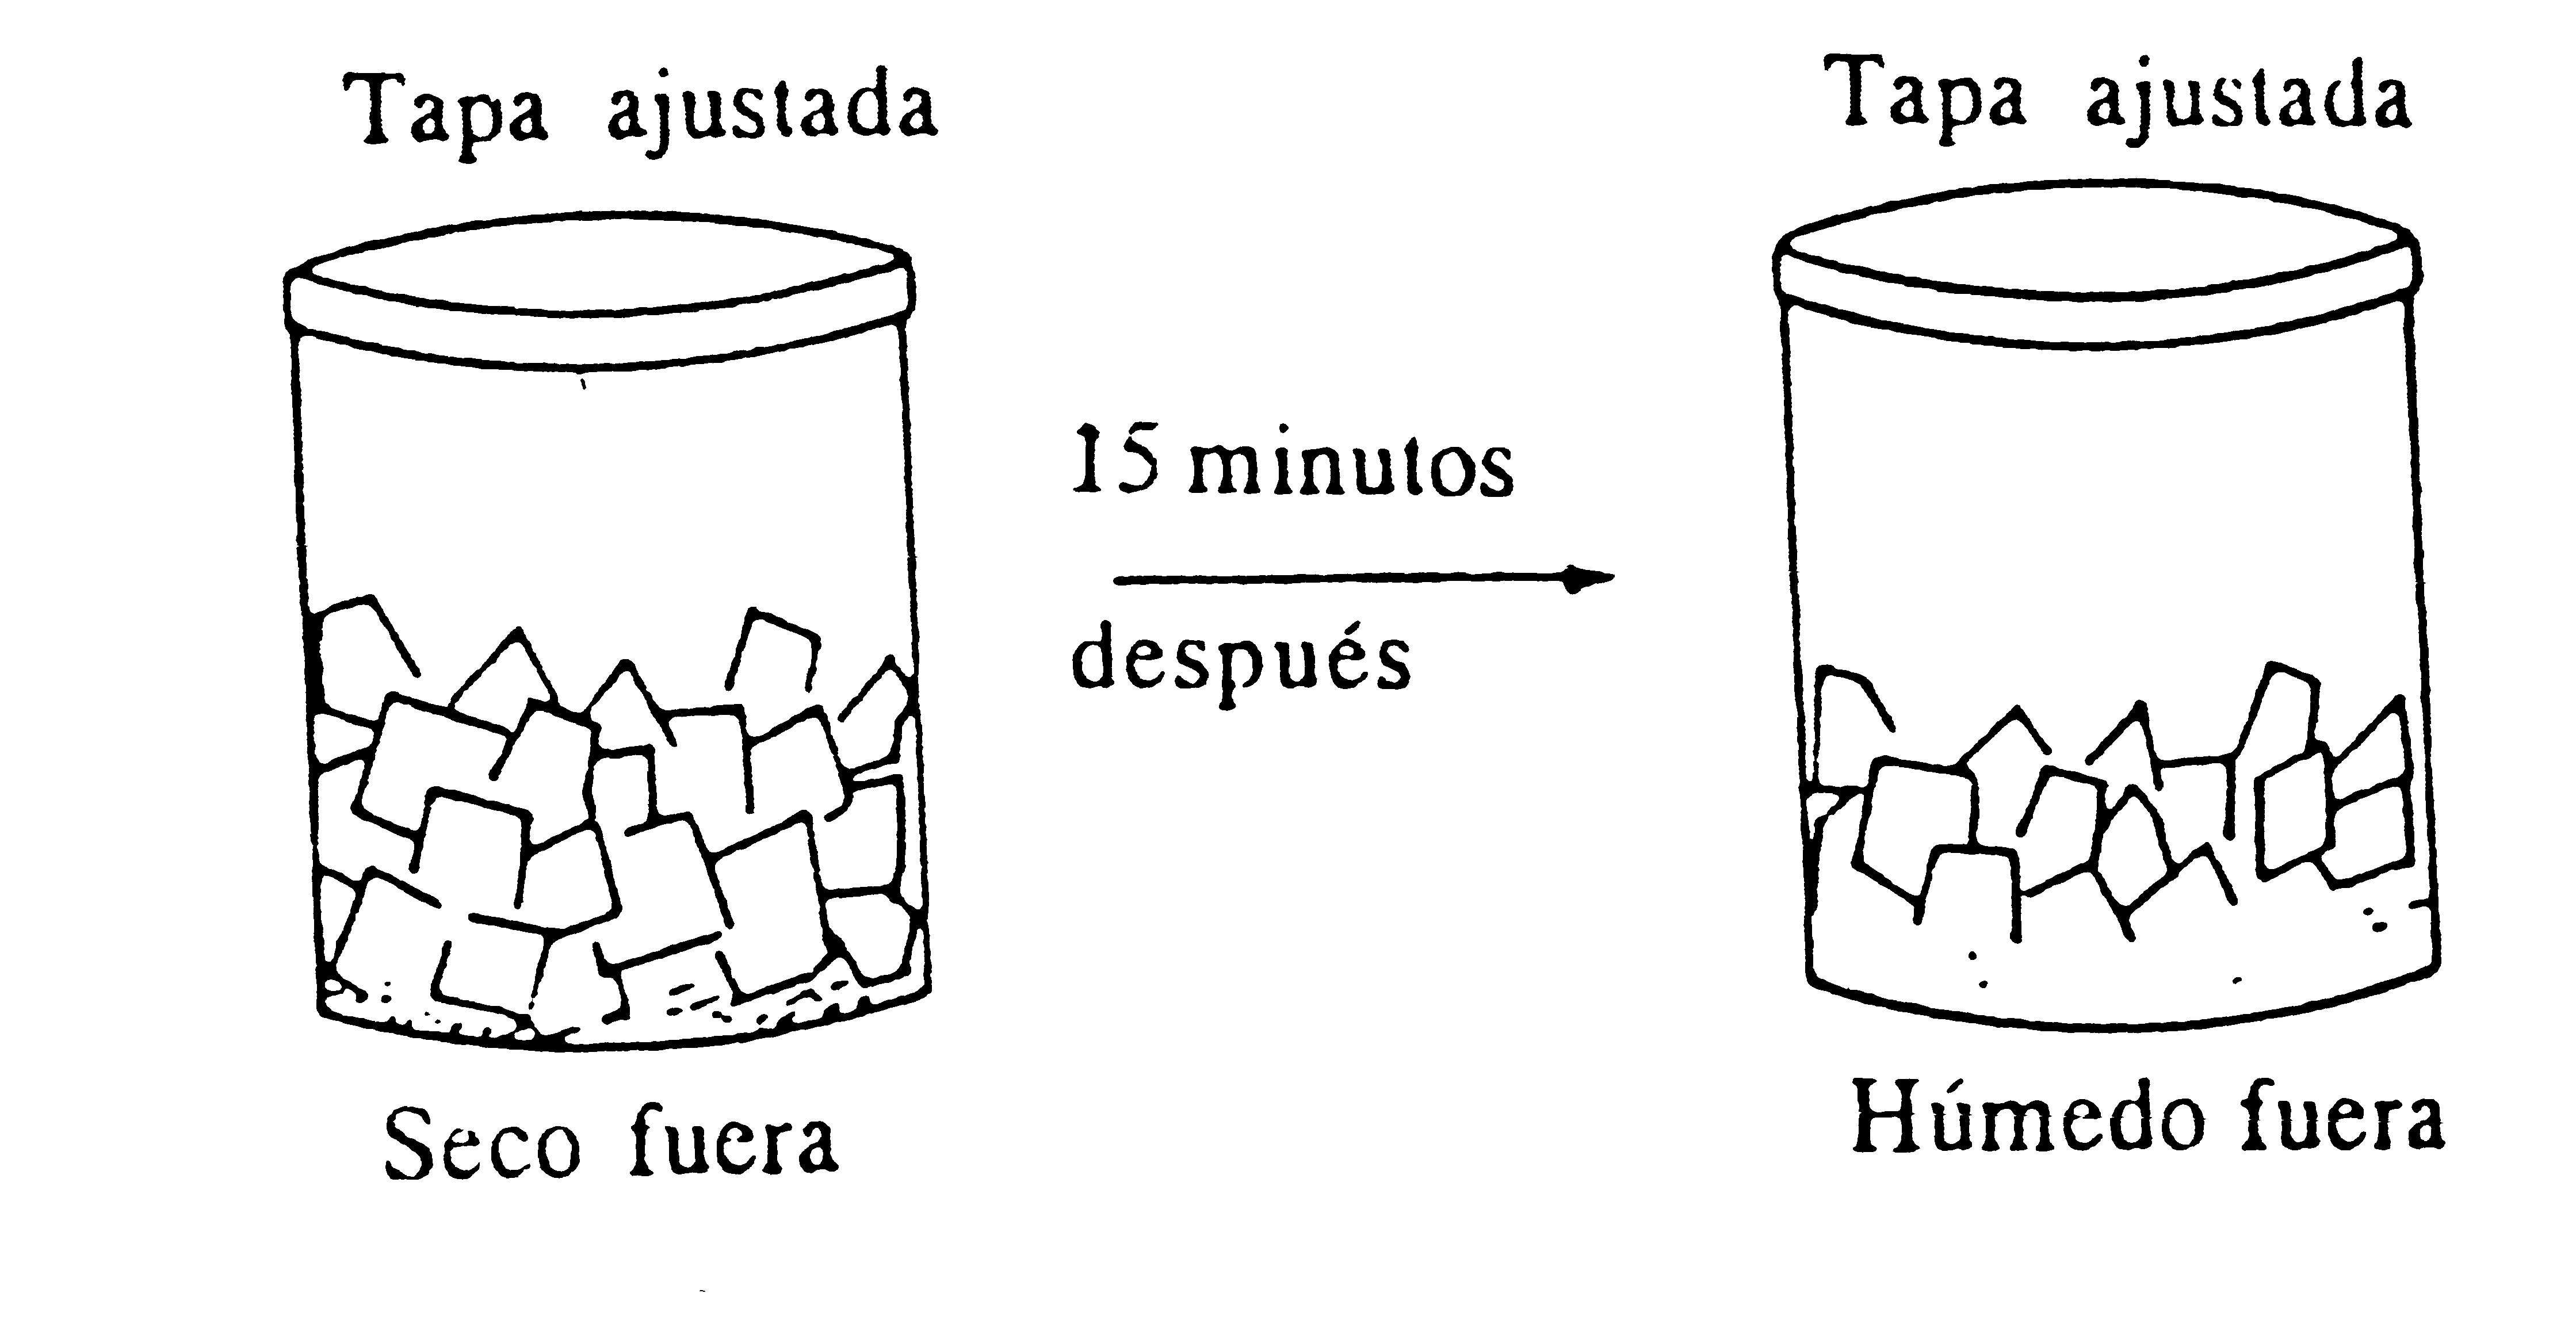 Tapa ajustada
Tapa ajustada
15 minutos
después
Seco fuera
Húmedo fuera